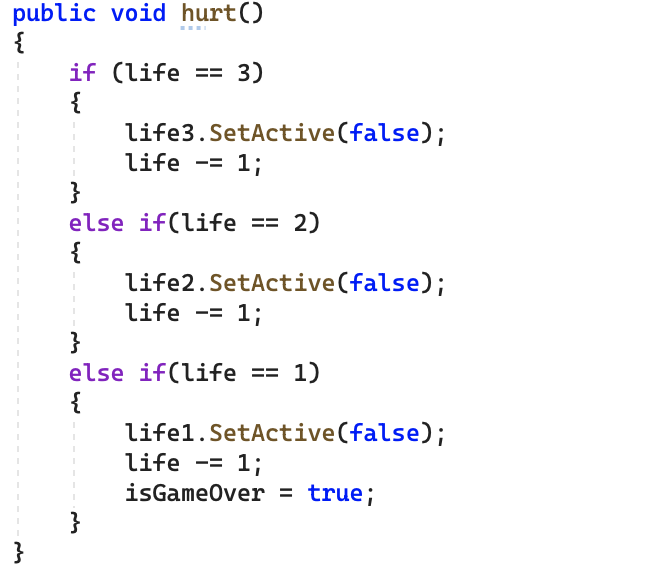 public void hurt()
{
    if (life == 3)
    {
        life3.SetActive(false);
        life -= 1;
    }
    else if(life == 2)
    {
        life2.SetActive(false);
        life -= 1;
    }
    else if(life == 1)
    {
        life1.SetActive(false);
        life -= 1;
        isGameOver = true;
    }
}